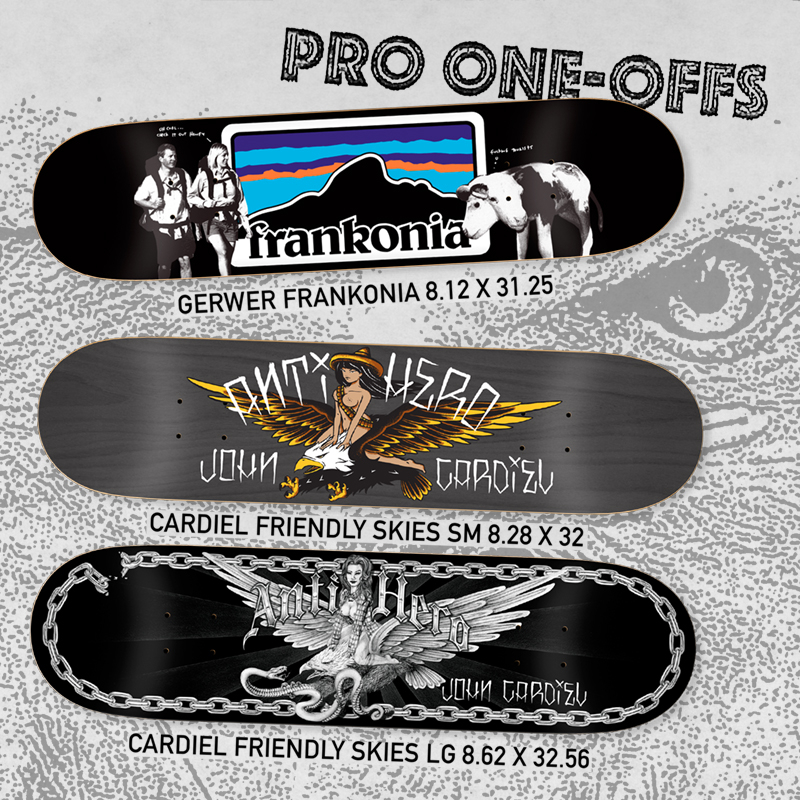 PRO ONE-OFFS
frankonia
GERWER FRANKONIA 8.12 X 31.25
ANTI HERO
JOHN CARDIEL
CARDIEL FRIENDLY SKIES SM 8.28 X 32
Anti Hero
JOHN CARDIEL
CARDIEL FRIENDLY SKIES LG 8.62 X 32.56